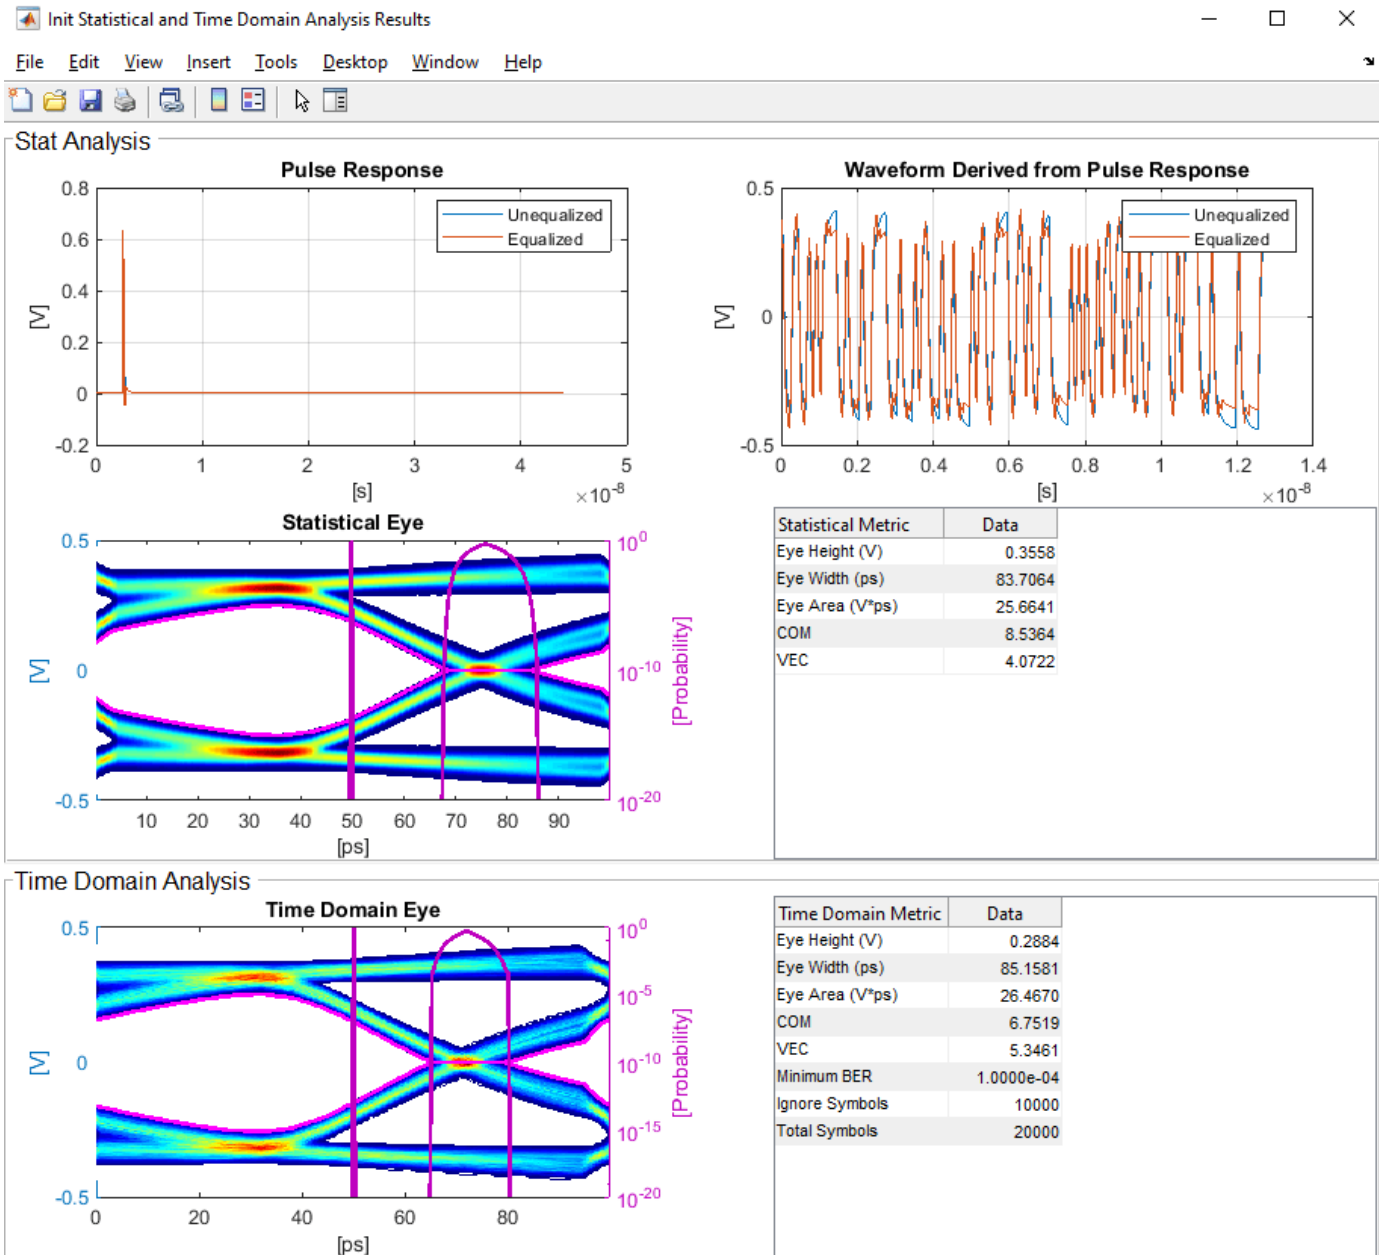 Init Statistical and Time Domain Analysis Results
File Edit View Insert Tools Desktop Window Help
Stat Analysis
Pulse Response
0.8
0.6
0.4
0.2
0
-0.2
[V]
Unequalized
Equalized
0 1 2 3 4 5
[s]
×10-8
Waveform Derived from Pulse Response
0.5
0
-0.5
[V]
Unequalized
Equalized
0 0.2 0.4 0.6 0.8 1 1.2 1.4
[s]
×10-8
Statistical Eye
0.5
0
-0.5
[V]
10 20 30 40 50 60 70 80 90
[ps]
100
10-10
10-20
[Probability]
Statistical Metric Data
Eye Height (V) 0.3558
Eye Width (ps) 83.7064
Eye Area (V*ps) 25.6641
COM 8.5364
VEC 4.0722
Time Domain Analysis
Time Domain Eye
0.5
0
-0.5
[V]
0 20 40 60 80
[ps]
100
10-5
10-10
10-15
10-20
[Probability]
Time Domain Metric Data
Eye Height (V) 0.2884
Eye Width (ps) 85.1581
Eye Area (V*ps) 26.4670
COM 6.7519
VEC 5.3461
Minimum BER 1.0000e-04
Ignore Symbols 10000
Total Symbols 20000